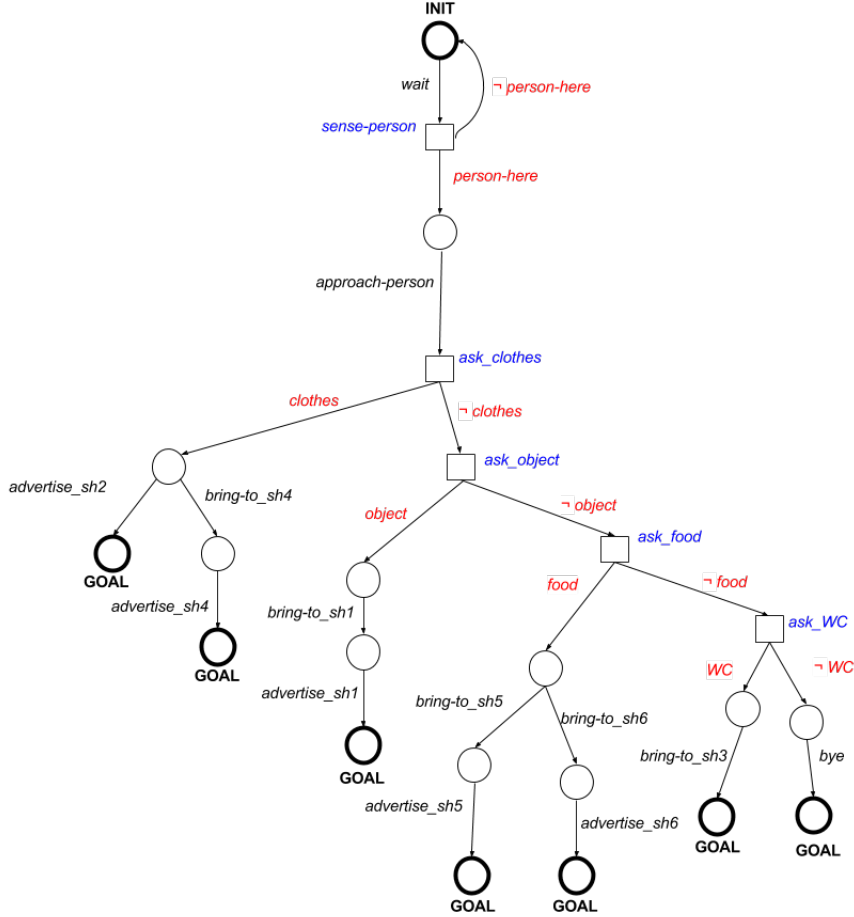 INIT
wait
¬ person-here
sense-person
person-here
approach-person
ask_clothes
clothes
¬ clothes
ask_object
advertise_sh2
bring-to_sh4
object
¬ object
ask_food
GOAL
advertise_sh4
bring-to_sh1
food
¬ food
ask_WC
GOAL
advertise_sh1
WC
¬ WC
bring-to_sh5
bring-to_sh6
bring-to_sh3
bye
GOAL
advertise_sh5
advertise_sh6
GOAL
GOAL
GOAL
GOAL